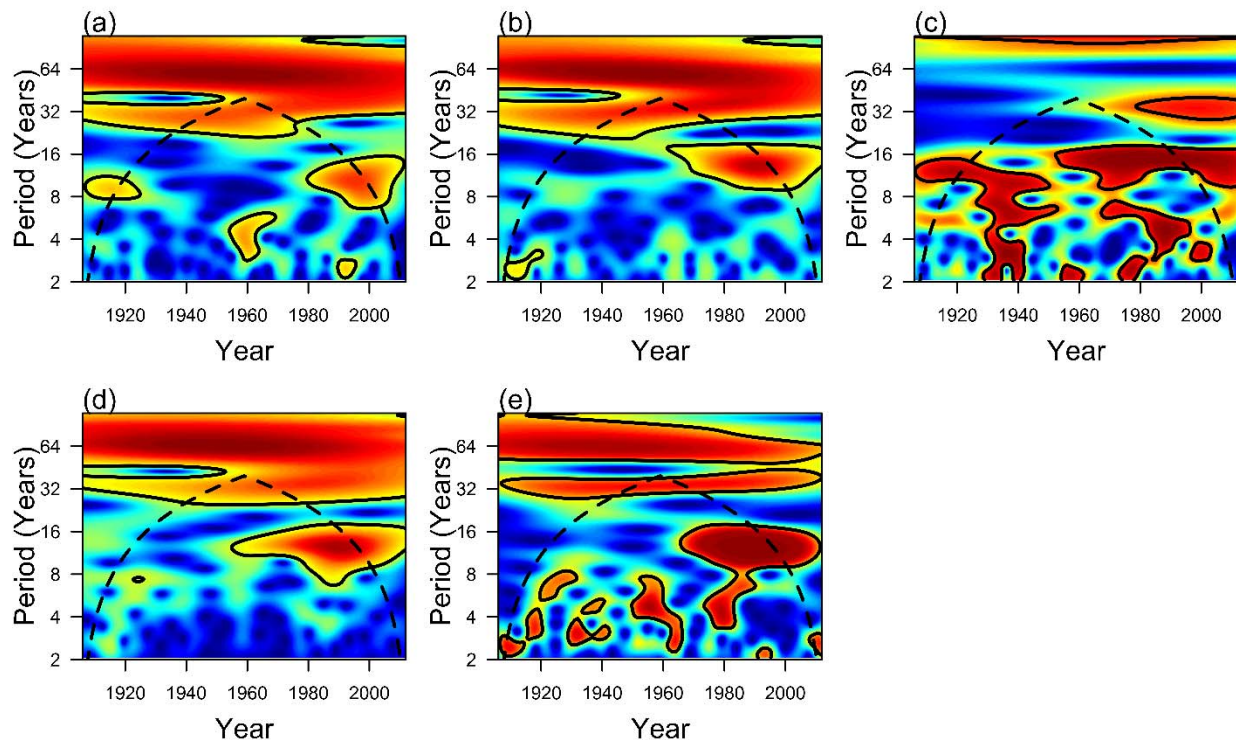 (a) (b) (c)
Period (Years) 64 32 16 8 4 2
Period (Years) 64 32 16 8 4 2
Period (Years) 64 32 16 8 4 2
1920 1940 1960 1980 2000 1920 1940 1960 1980 2000 1920 1940 1960 1980 2000
Year Year Year
(d) (e)
Period (Years) 64 32 16 8 4 2
Period (Years) 64 32 16 8 4 2
1920 1940 1960 1980 2000 1920 1940 1960 1980 2000
Year Year